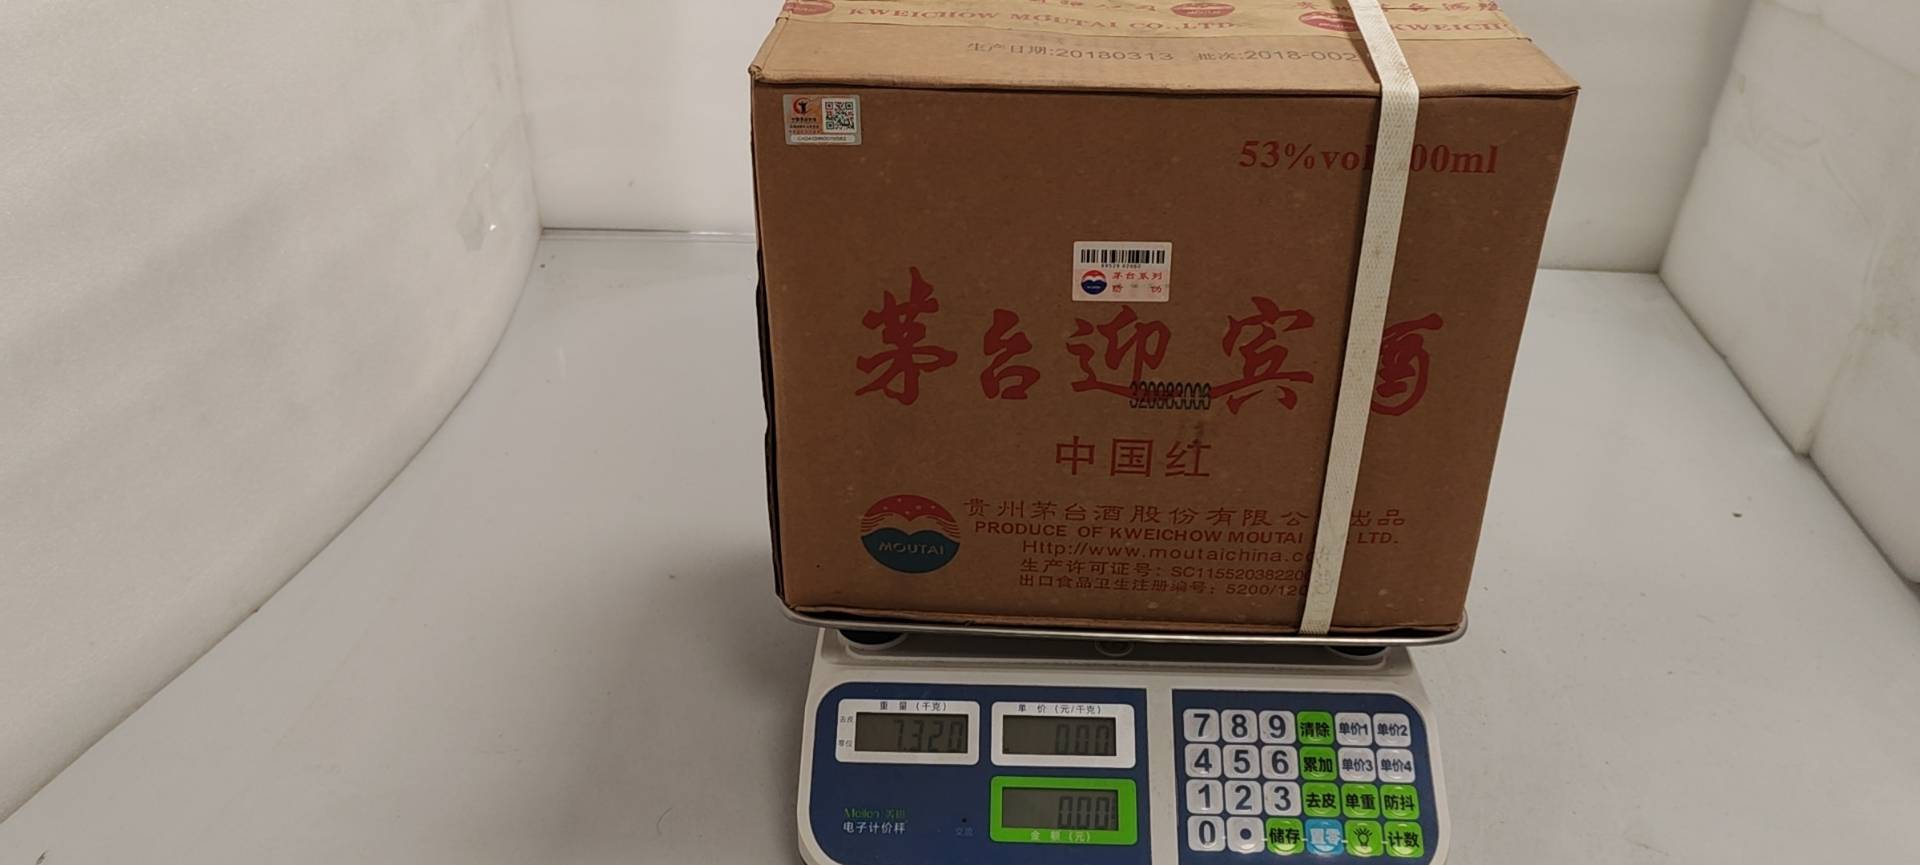 KWEICHOW MOUTAI CO.,LTD.
KWEICH
生产日期:20180313 批次:2018-002
53%vol 00ml
茅台系列
茅台迎宾酒
320983006
中国红
MOUTAI
贵州茅台酒股份有限公 出品
PRODUCE OF KWEICHOW MOUTAI LTD.
Http://www.moutaichina.c
生产许可证号：SC11552038220
出口食品卫生注册编号：5200/120
重量(千克)
单价(元/千克)
去皮
零位
7.320
0.00
0.00
金额(元)
Meilen
电子计价秤
交流
7 8 9 清除 单价1 单价2
4 5 6 累加 单价3 单价4
1 2 3 去皮 单重 防抖
0 . 储存 置零 计数